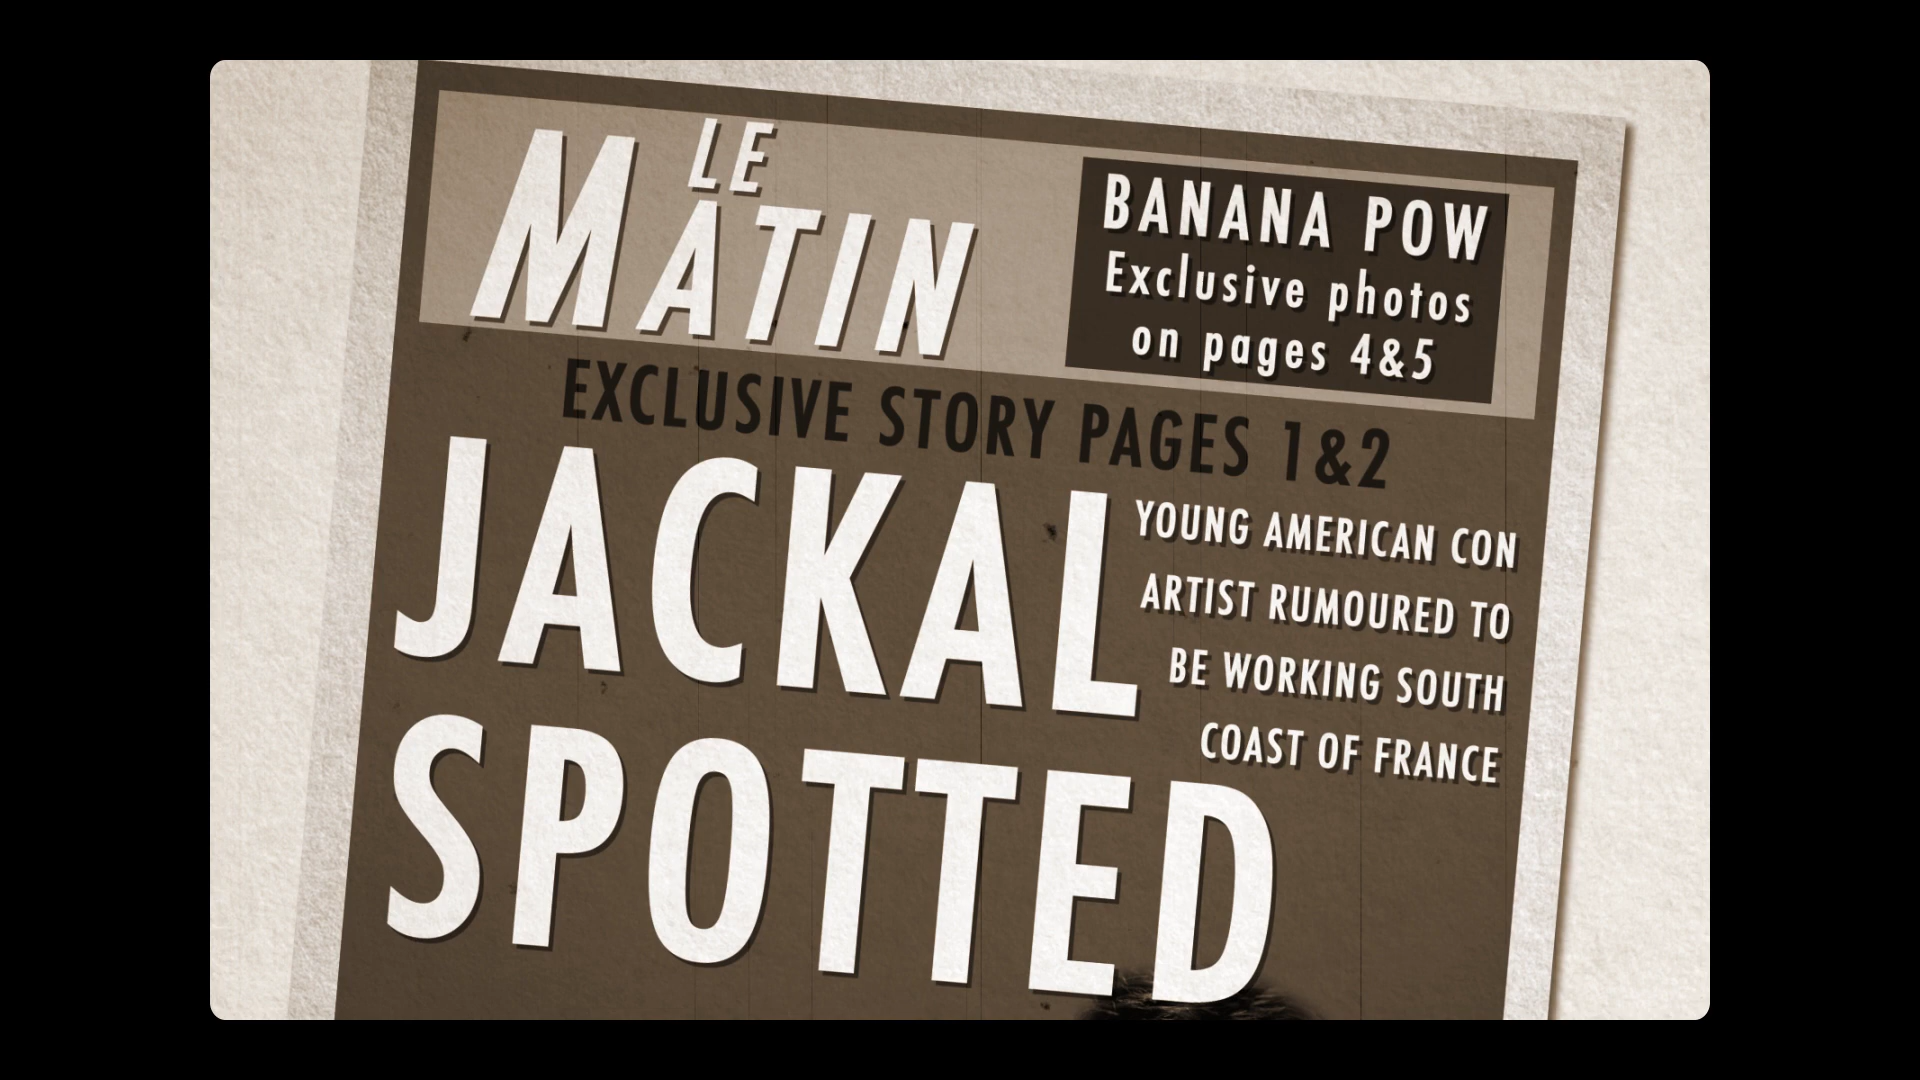 LE
MATIN
BANANA POW
Exclusive photos
on pages 4&5
EXCLUSIVE STORY PAGES 1&2
JACKAL
SPOTTED
YOUNG AMERICAN CON
ARTIST RUMOURED TO
BE WORKING SOUTH
COAST OF FRANCE